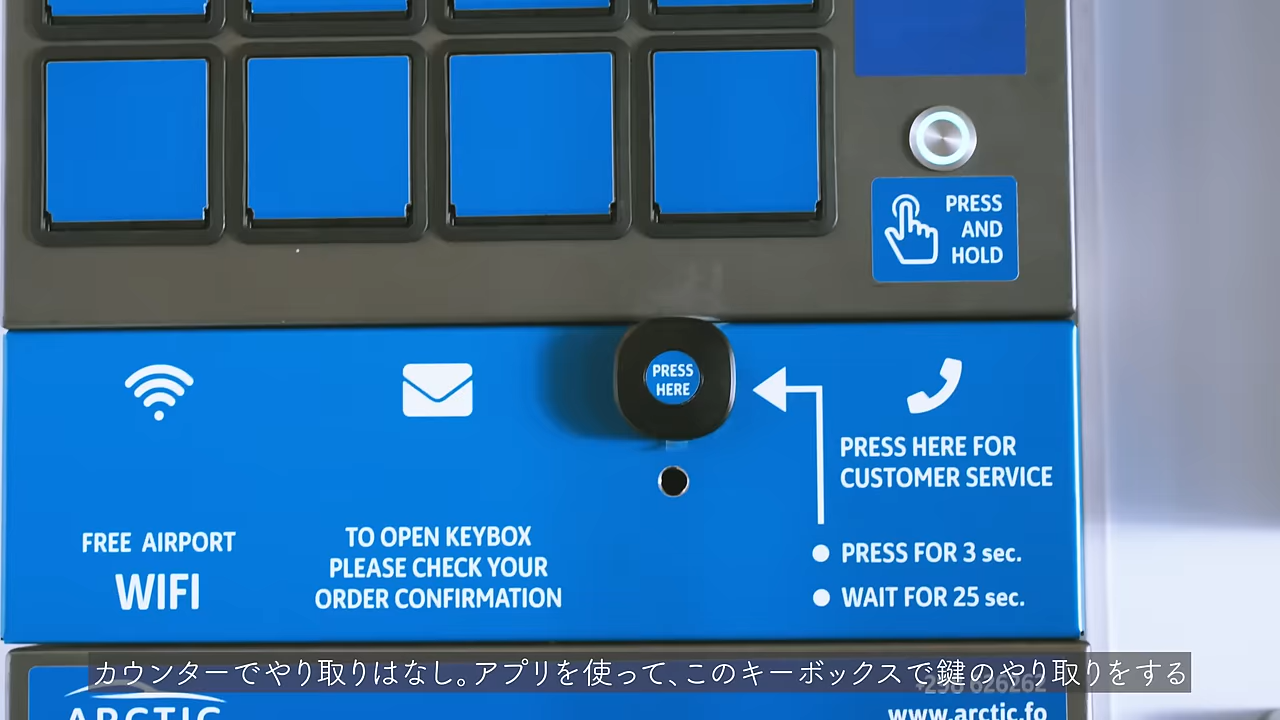 PRESS
AND
HOLD
PRESS
HERE
PRESS HERE FOR
CUSTOMER SERVICE
PRESS FOR 3 sec.
WAIT FOR 25 sec.
FREE AIRPORT
WIFI
TO OPEN KEYBOX
PLEASE CHECK YOUR
ORDER CONFIRMATION
カウンターでやり取りはなし。アプリを使って、このキーボックスで鍵のやり取りをする
ARCTIC
www.arctic.fo